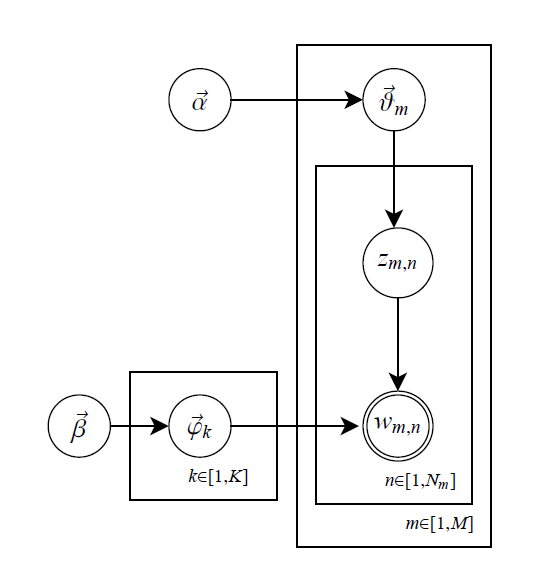 α⃗
ϑ⃗ₘ
zₘ,ₙ
β⃗
φ⃗ₖ
wₘ,ₙ
k∈[1,K]
n∈[1,Nₘ]
m∈[1,M]